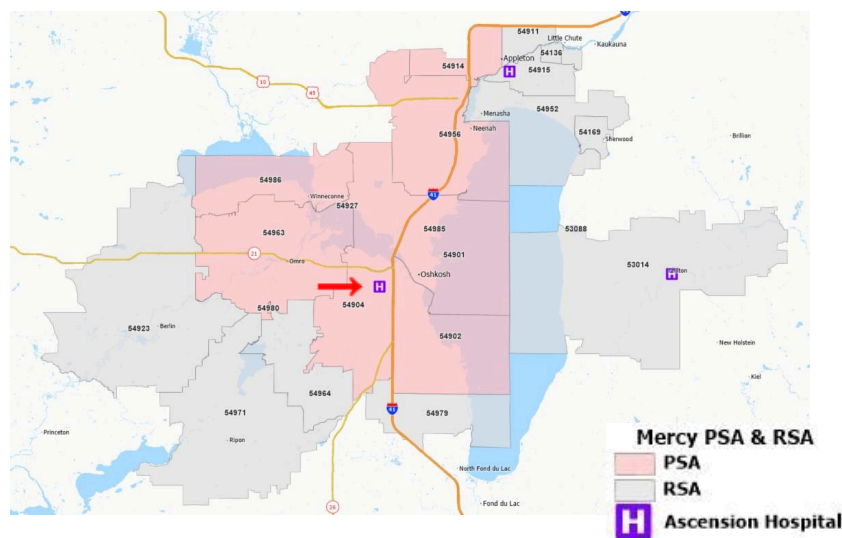 54911
Little Chute
54136
Kaukauna
Appleton
54914
54915
H
10
45
54952
Menasha
Neenah
54956
54169
Sherwood
Brillion
54986
Winneconne
41
54927
54963
54985
53088
21
Omro
54901
53014
Chilton
H
Oshkosh
H
54980
54904
54923
Berlin
54902
New Holstein
Kiel
54964
54971
41
54979
Princeton
Ripon
Mercy PSA & RSA
PSA
North Fond du Lac
RSA
Fond du Lac
26
H Ascension Hospital